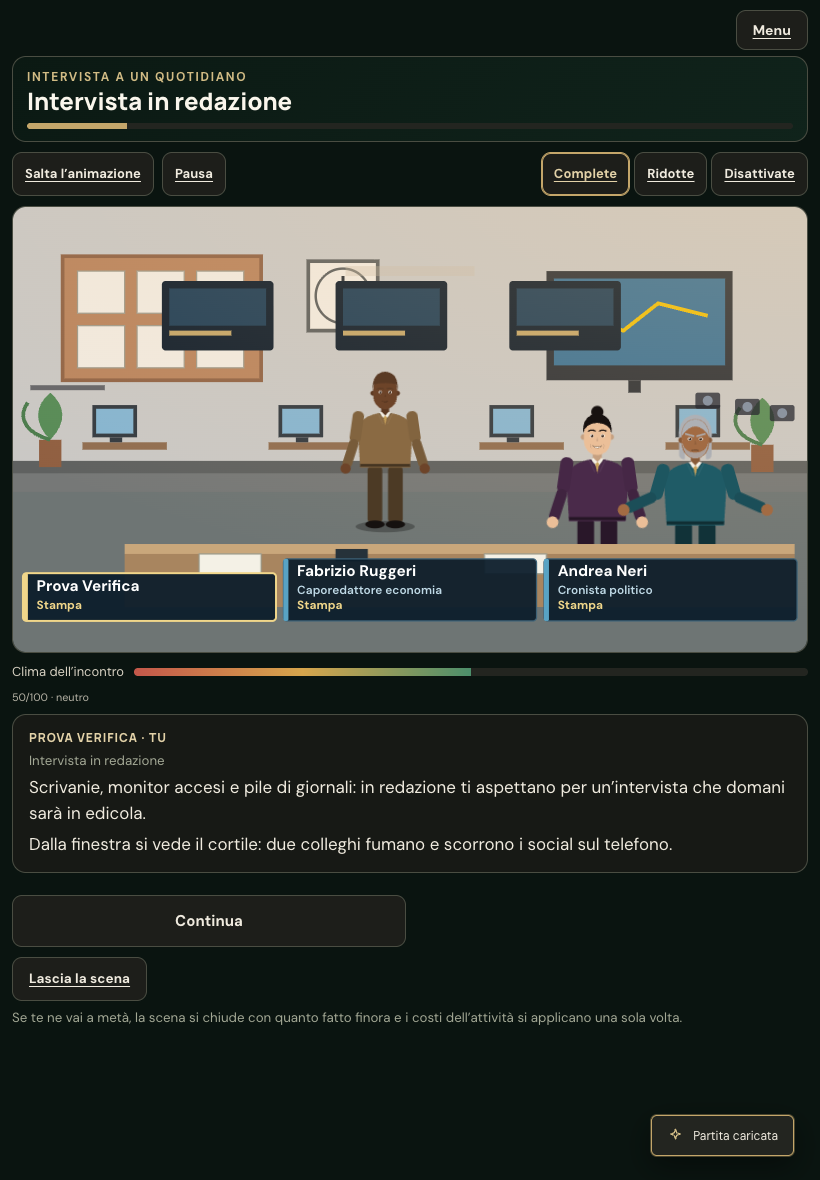 Menu
INTERVISTA A UN QUOTIDIANO
Intervista in redazione
Salta l’animazione
Pausa
Complete
Ridotte
Disattivate
Prova Verifica
Stampa
Fabrizio Ruggeri
Caporedattore economia
Stampa
Andrea Neri
Cronista politico
Stampa
Clima dell’incontro
50/100 · neutro
PROVA VERIFICA · TU
Intervista in redazione
Scrivanie, monitor accesi e pile di giornali: in redazione ti aspettano per un’intervista che domani
sarà in edicola.
Dalla finestra si vede il cortile: due colleghi fumano e scorrono i social sul telefono.
Continua
Lascia la scena
Se te ne vai a metà, la scena si chiude con quanto fatto finora e i costi dell’attività si applicano una sola volta.
Partita caricata